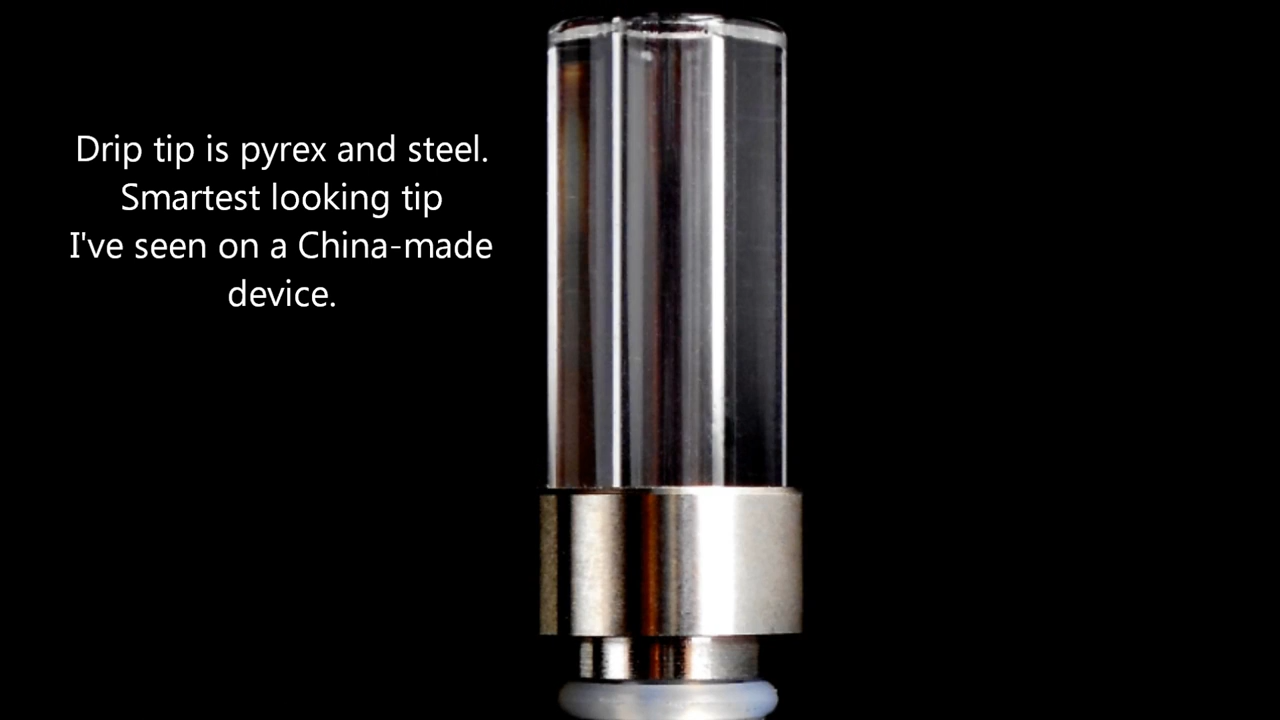 Drip tip is pyrex and steel.
Smartest looking tip
I've seen on a China-made
device.